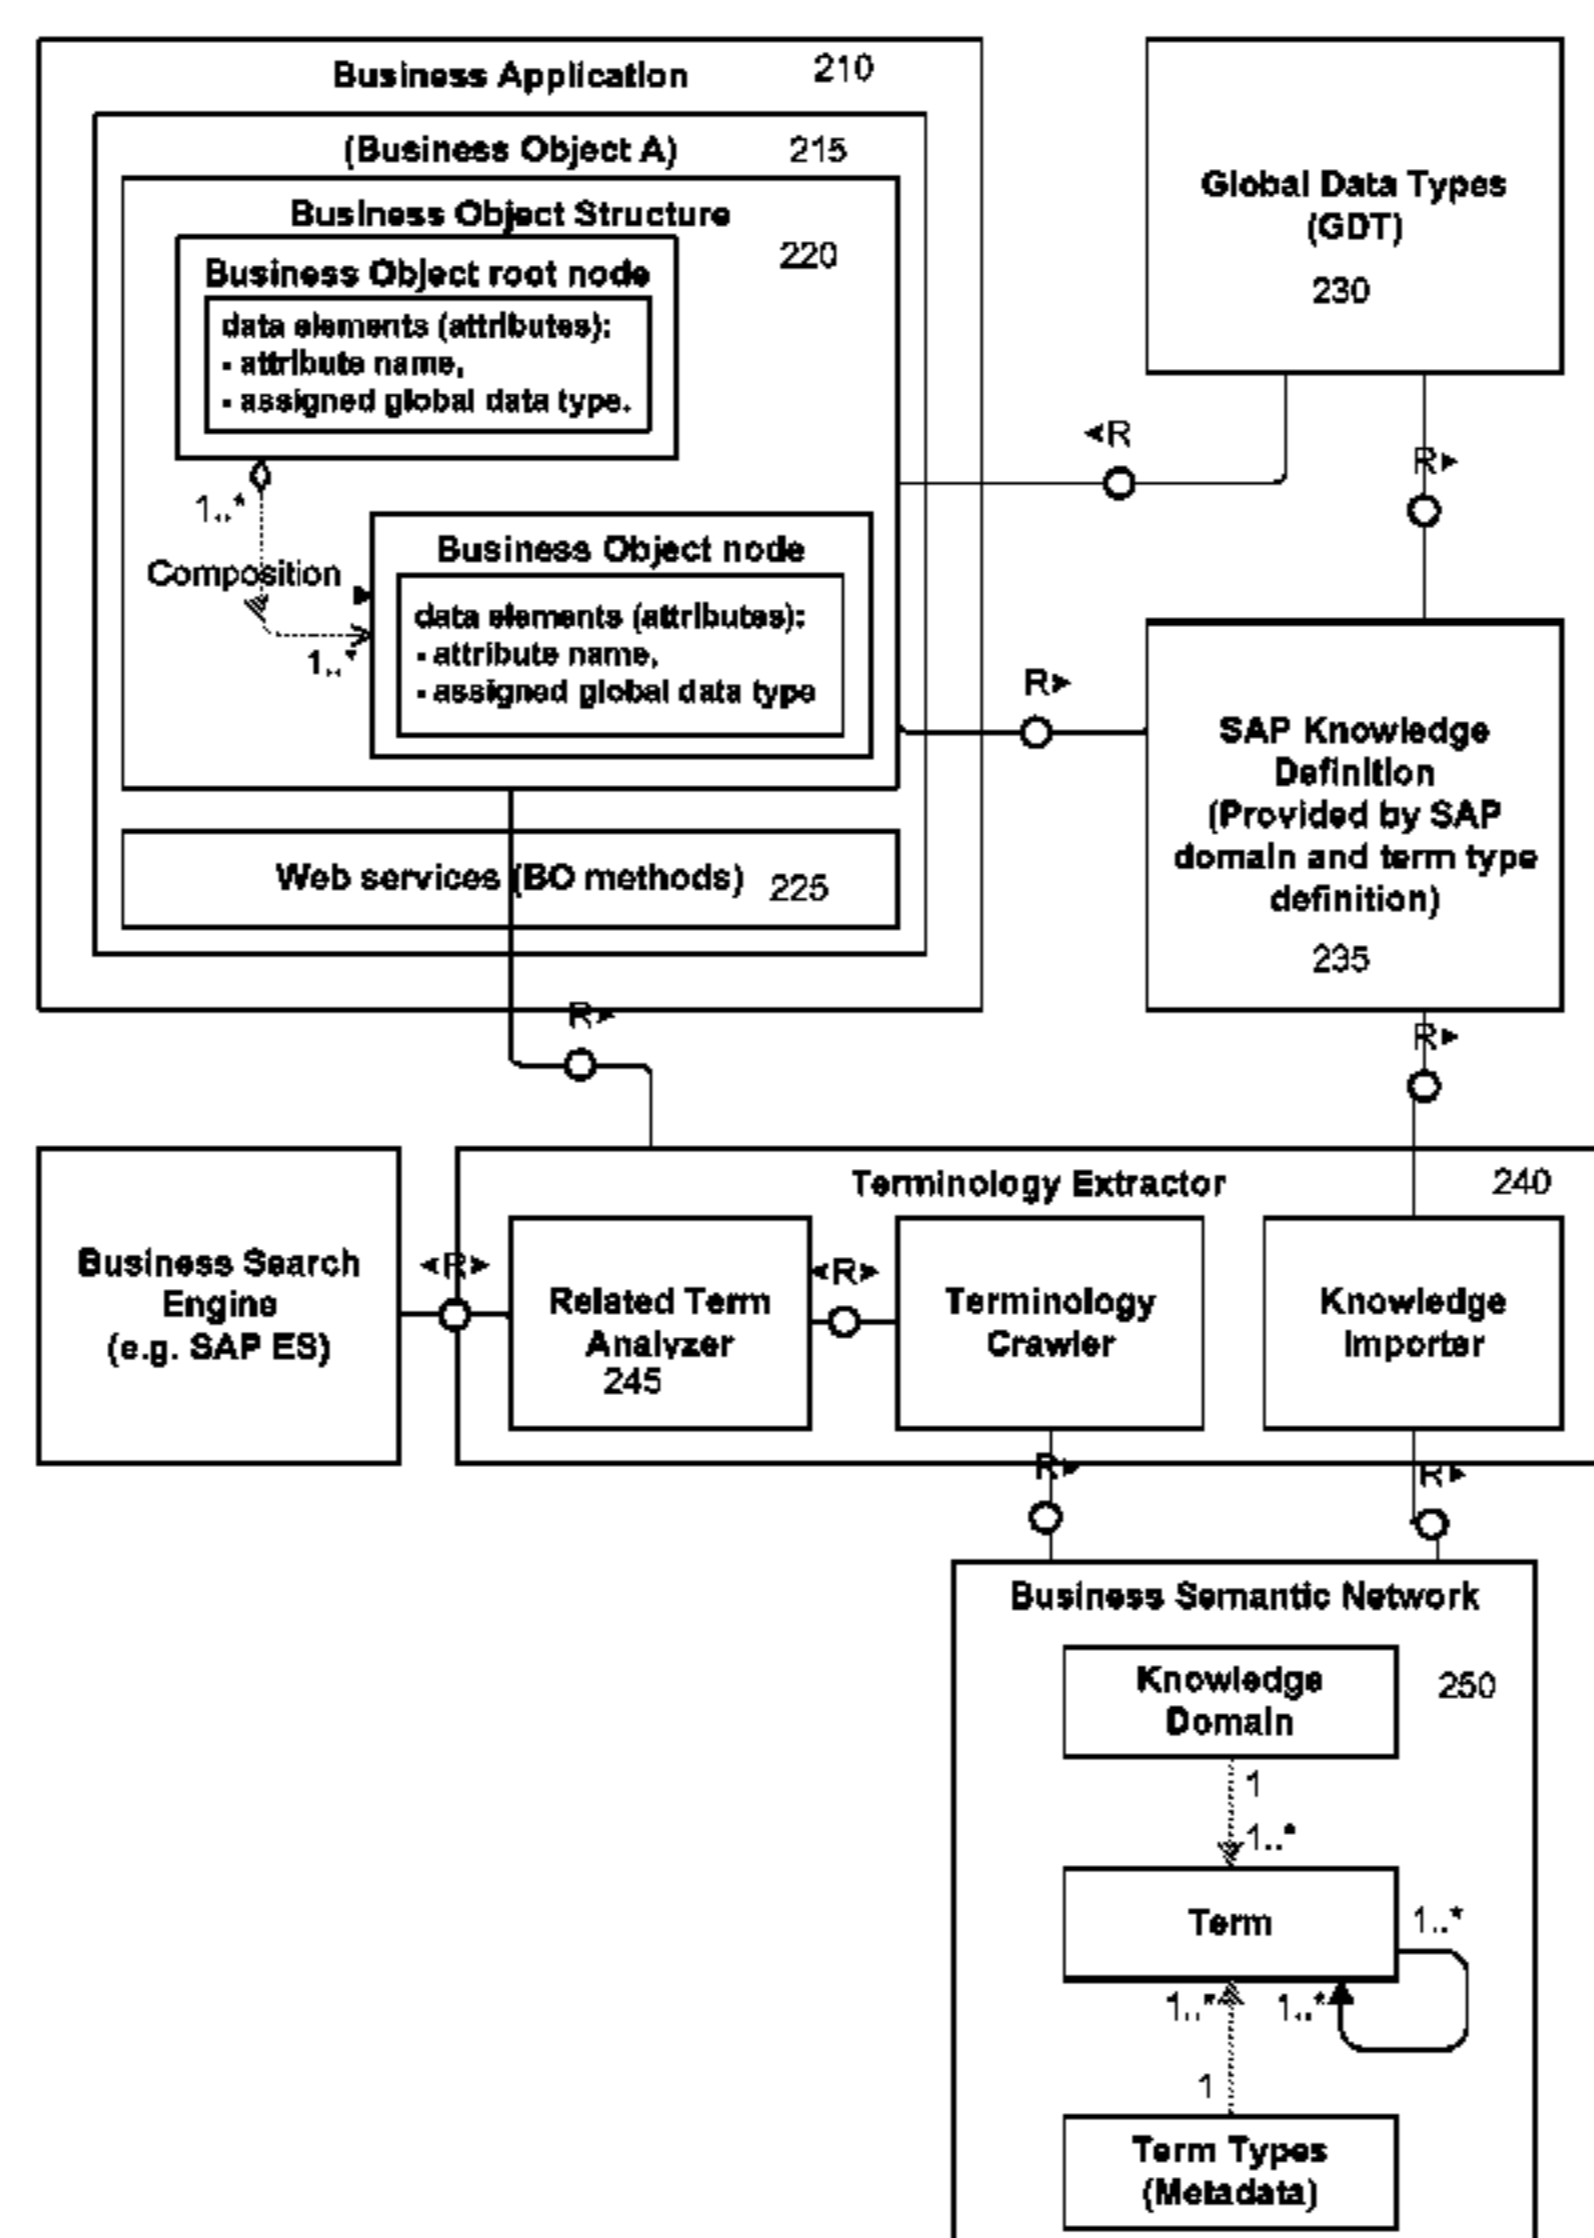 Business Application 210
(Business Object A) 215
Business Object Structure
220
Business Object root node
data elements (attributes):
- attribute name,
- assigned global data type.
1..*
Composition
1..*
Business Object node
data elements (attributes):
- attribute name,
- assigned global data type
Web services (BO methods) 225
Global Data Types
(GDT)
230
◄R
R►
R►
SAP Knowledge
Definition
(Provided by SAP
domain and term type
definition)
235
R►
R►
Business Search
Engine
(e.g. SAP ES)
◄R►
Terminology Extractor 240
Related Term
Analyzer
245
◄R►
Terminology
Crawler
Knowledge
Importer
R►
R►
Business Semantic Network
250
Knowledge
Domain
1
1..*
Term
1..*
1..* 1..*
1
Term Types
(Metadata)